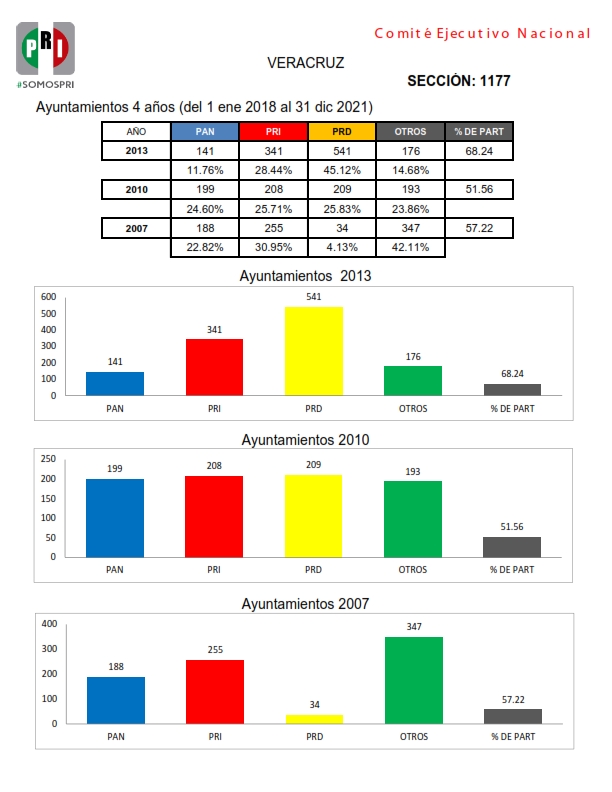 Comité Ejecutivo Nacional
PRI
#SOMOSPRI
VERACRUZ
SECCIÓN: 1177
Ayuntamientos 4 años (del 1 ene 2018 al 31 dic 2021)
AÑO PAN PRI PRD OTROS % DE PART
2013 141 341 541 176 68.24
11.76% 28.44% 45.12% 14.68%
2010 199 208 209 193 51.56
24.60% 25.71% 25.83% 23.86%
2007 188 255 34 347 57.22
22.82% 30.95% 4.13% 42.11%
Ayuntamientos 2013
600
500
400
300
200
100
0
141 341 541 176 68.24
PAN PRI PRD OTROS % DE PART
Ayuntamientos 2010
250
200
150
100
50
0
199 208 209 193 51.56
PAN PRI PRD OTROS % DE PART
Ayuntamientos 2007
400
300
200
100
0
188 255 34 347 57.22
PAN PRI PRD OTROS % DE PART